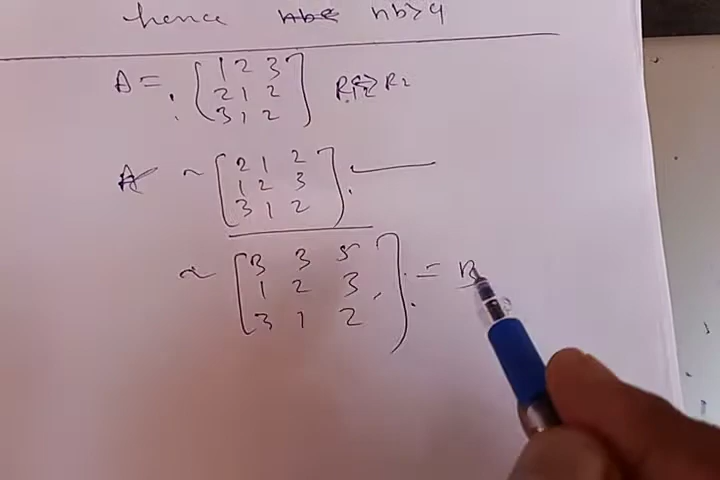 hence nb>9
A = [ 1 2 3
2 1 2 R1↔R2
3 1 2 ]
A ~ [ 2 1 2
1 2 3
3 1 2 ]
~ [ 3 3 5
1 2 3 = B
3 1 2 ]